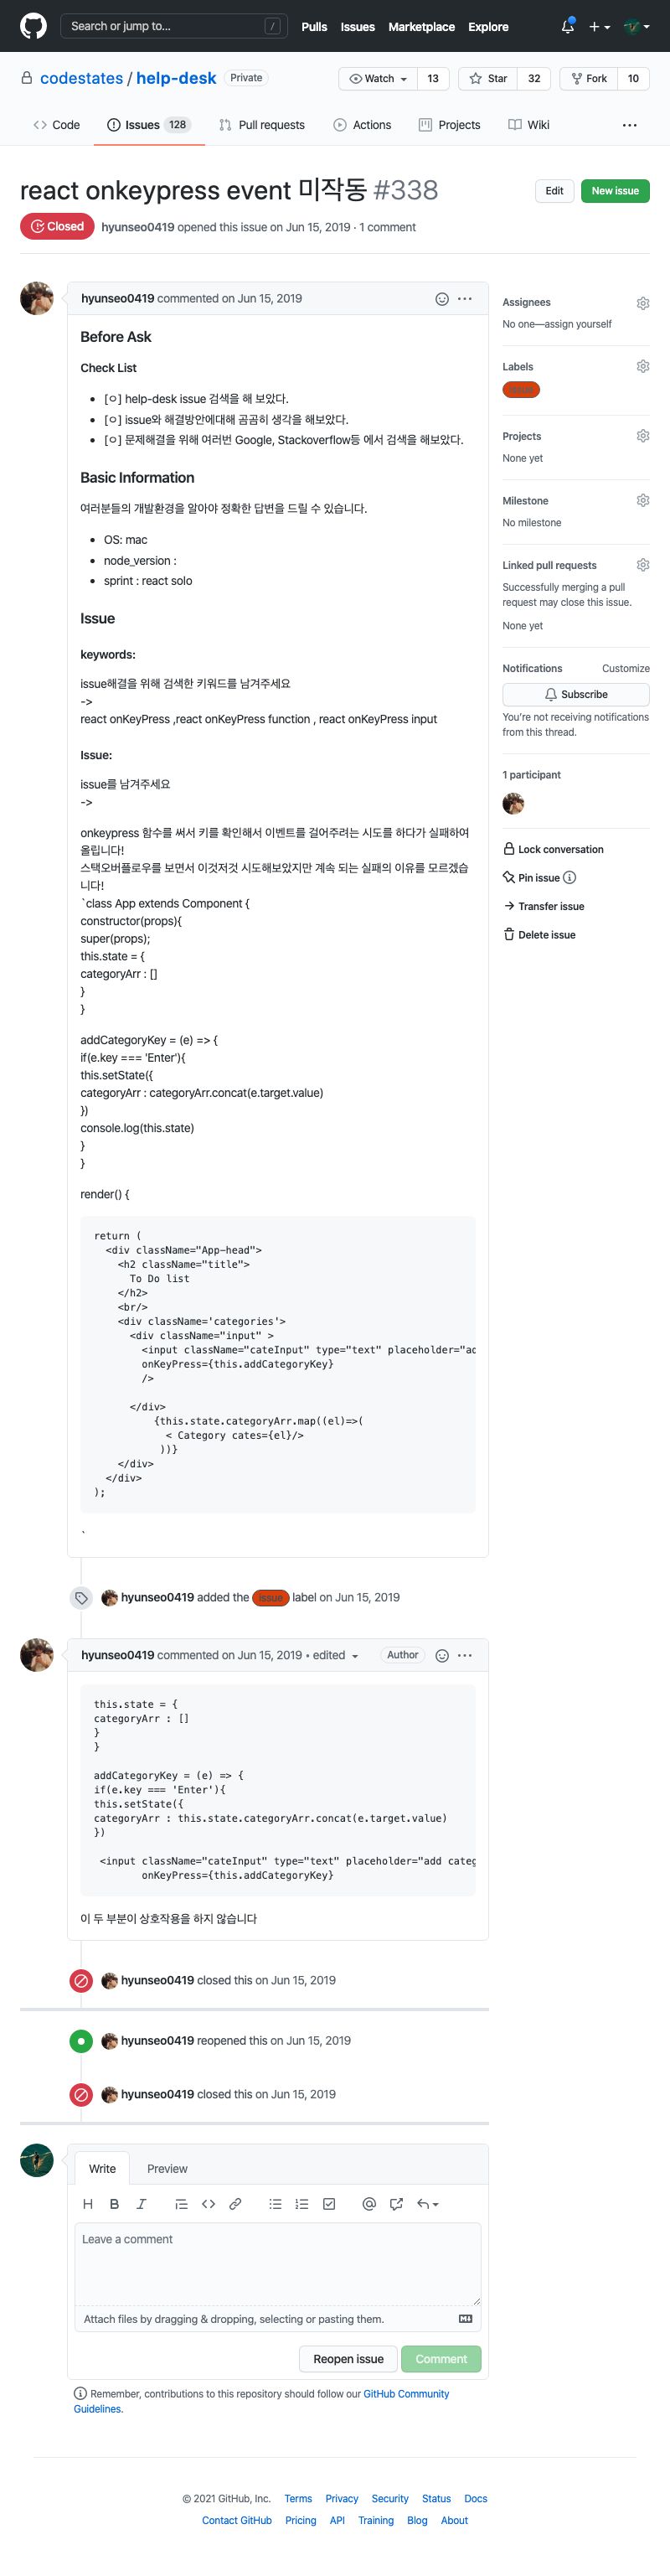 Search or jump to... /
Pulls Issues Marketplace Explore
codestates / help-desk Private
Watch 13 Star 32 Fork 10
Code Issues 128 Pull requests Actions Projects Wiki
react onkeypress event 미작동 #338
Edit New issue
Closed hyunseo0419 opened this issue on Jun 15, 2019 · 1 comment
hyunseo0419 commented on Jun 15, 2019
Before Ask
Check List
• [ㅇ] help-desk issue 검색을 해 보았다.
• [ㅇ] issue와 해결방안에대해 곰곰히 생각을 해보았다.
• [ㅇ] 문제해결을 위해 여러번 Google, Stackoverflow등 에서 검색을 해보았다.
Basic Information
여러분들의 개발환경을 알아야 정확한 답변을 드릴 수 있습니다.
• OS: mac
• node_version :
• sprint : react solo
Issue
keywords:
issue해결을 위해 검색한 키워드를 남겨주세요
->
react onKeyPress ,react onKeyPress function , react onKeyPress input
Issue:
issue를 남겨주세요
->
onkeypress 함수를 써서 키를 확인해서 이벤트를 걸어주려는 시도를 하다가 실패하여
올립니다!
스택오버플로우를 보면서 이것저것 시도해보았지만 계속 되는 실패의 이유를 모르겠습
니다!
`class App extends Component {
constructor(props){
super(props);
this.state = {
categoryArr : []
}
}
addCategoryKey = (e) => {
if(e.key === 'Enter'){
this.setState({
categoryArr : categoryArr.concat(e.target.value)
})
console.log(this.state)
}
}
render() {
return (
<div className="App-head">
<h2 className="title">
To Do list
</h2>
<br/>
<div className='categories'>
<div className="input" >
<input className="cateInput" type="text" placeholder="ad
onKeyPress={this.addCategoryKey}
/>
</div>
{this.state.categoryArr.map((el)=>(
< Category cates={el}/>
))}
</div>
</div>
);
`
Assignees
No one—assign yourself
Labels
issue
Projects
None yet
Milestone
No milestone
Linked pull requests
Successfully merging a pull
request may close this issue.
None yet
Notifications Customize
Subscribe
You're not receiving notifications
from this thread.
1 participant
Lock conversation
Pin issue
Transfer issue
Delete issue
hyunseo0419 added the issue label on Jun 15, 2019
hyunseo0419 commented on Jun 15, 2019 • edited Author
this.state = {
categoryArr : []
}
}
addCategoryKey = (e) => {
if(e.key === 'Enter'){
this.setState({
categoryArr : this.state.categoryArr.concat(e.target.value)
})
<input className="cateInput" type="text" placeholder="add categ
onKeyPress={this.addCategoryKey}
이 두 부분이 상호작용을 하지 않습니다
hyunseo0419 closed this on Jun 15, 2019
hyunseo0419 reopened this on Jun 15, 2019
hyunseo0419 closed this on Jun 15, 2019
Write Preview
Leave a comment
Attach files by dragging & dropping, selecting or pasting them.
Reopen issue Comment
Remember, contributions to this repository should follow our GitHub Community
Guidelines.
© 2021 GitHub, Inc. Terms Privacy Security Status Docs
Contact GitHub Pricing API Training Blog About